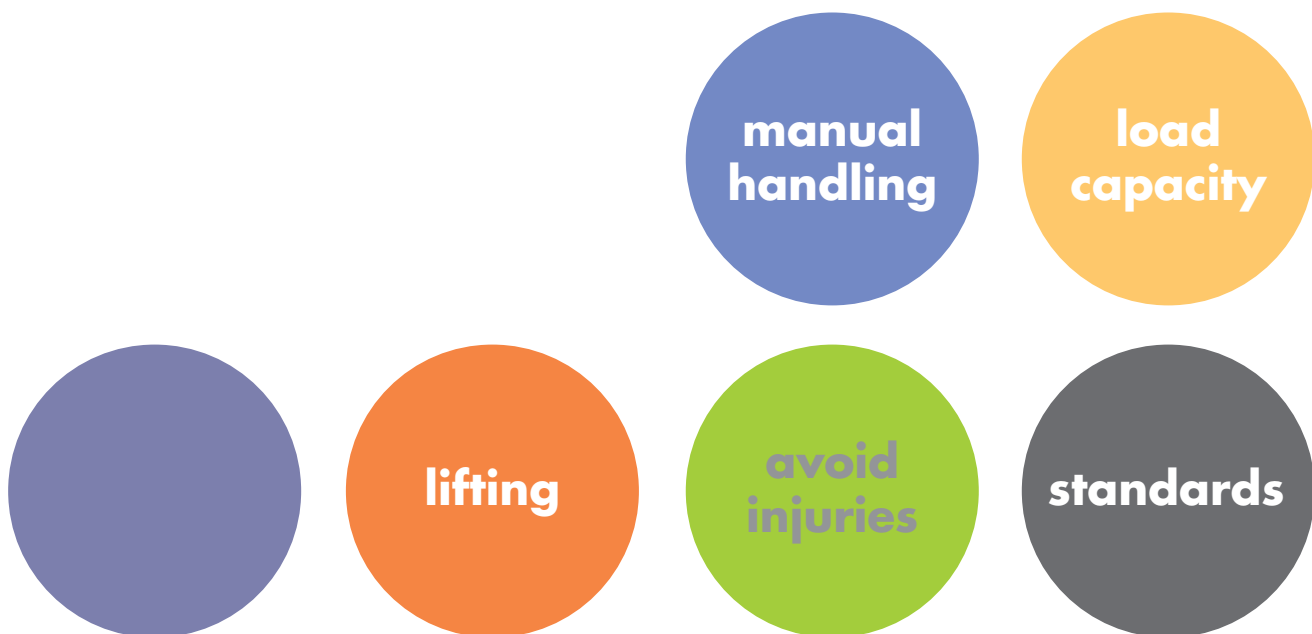 manual
handling
load
capacity
lifting
avoid
injuries
standards